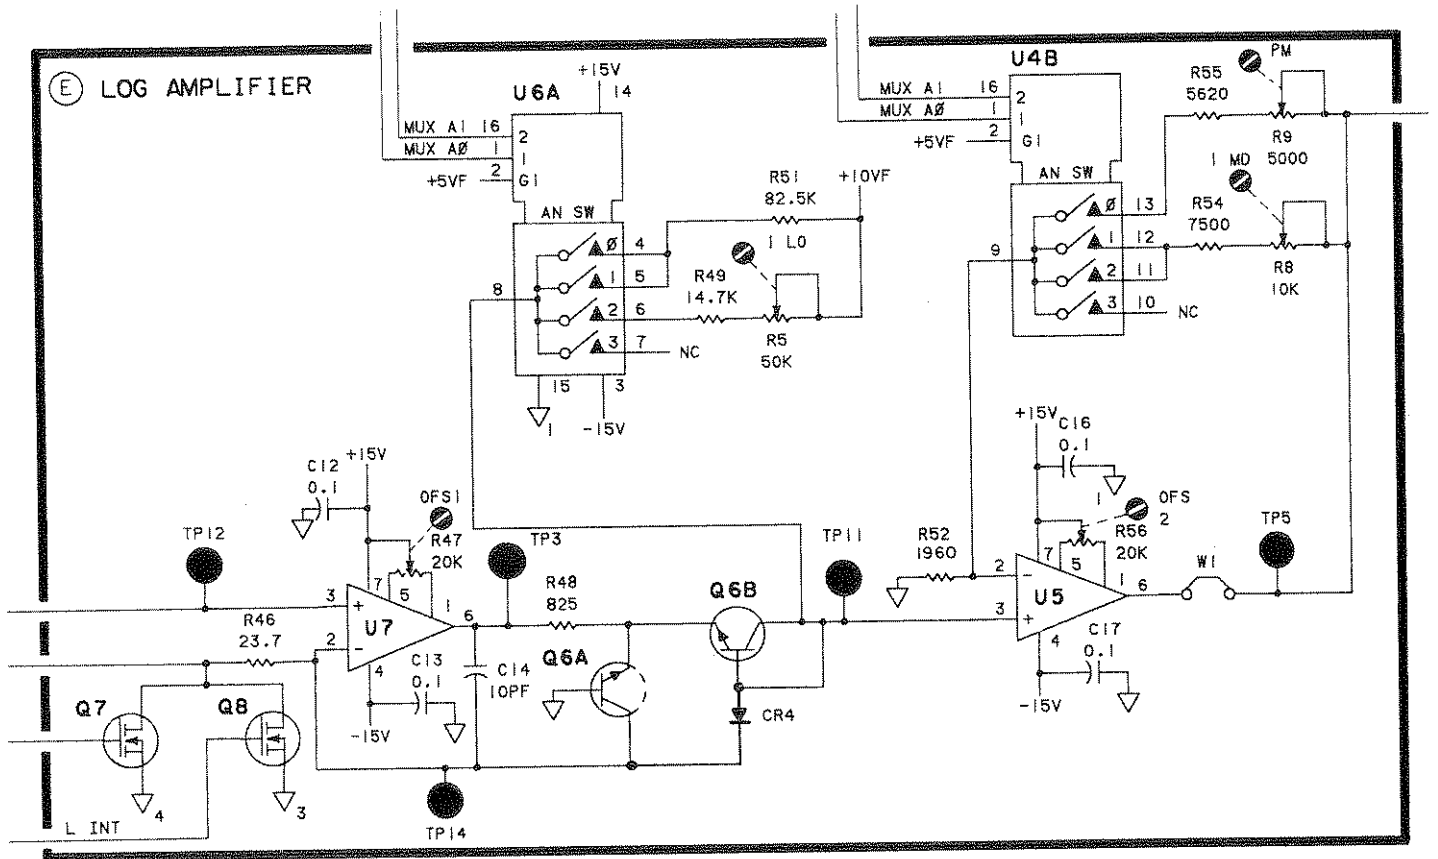 E LOG AMPLIFIER
+15V
14
U6A
MUX A1 16
2
MUX AØ 1
1
+5VF 2
G1
AN SW
Ø 4
1 5
2 6
3 7
NC
8
15
3
1
-15V
R51
82.5K
+10VF
1 LO
R49
14.7K
R5
50K
U4B
MUX A1 16
2
MUX AØ 1
1
+5VF 2
G1
AN SW
Ø 13
1 12
2 11
3 10
NC
9
R55
5620
PM
R9
5000
1 MD
R54
7500
R8
10K
C12
0.1
+15V
OFS1
R47
20K
TP12
TP3
3
+
7
5
1
6
U7
2
-
4
R46
23.7
R48
825
C13
0.1
-15V
C14
10PF
Q6A
Q6B
CR4
TP11
R52
1960
+15V
C16
0.1
1
OFS
2
R56
20K
TP5
2
-
7
5
1
6
U5
3
+
4
W1
C17
0.1
-15V
Q7
Q8
4
3
L INT
TP14